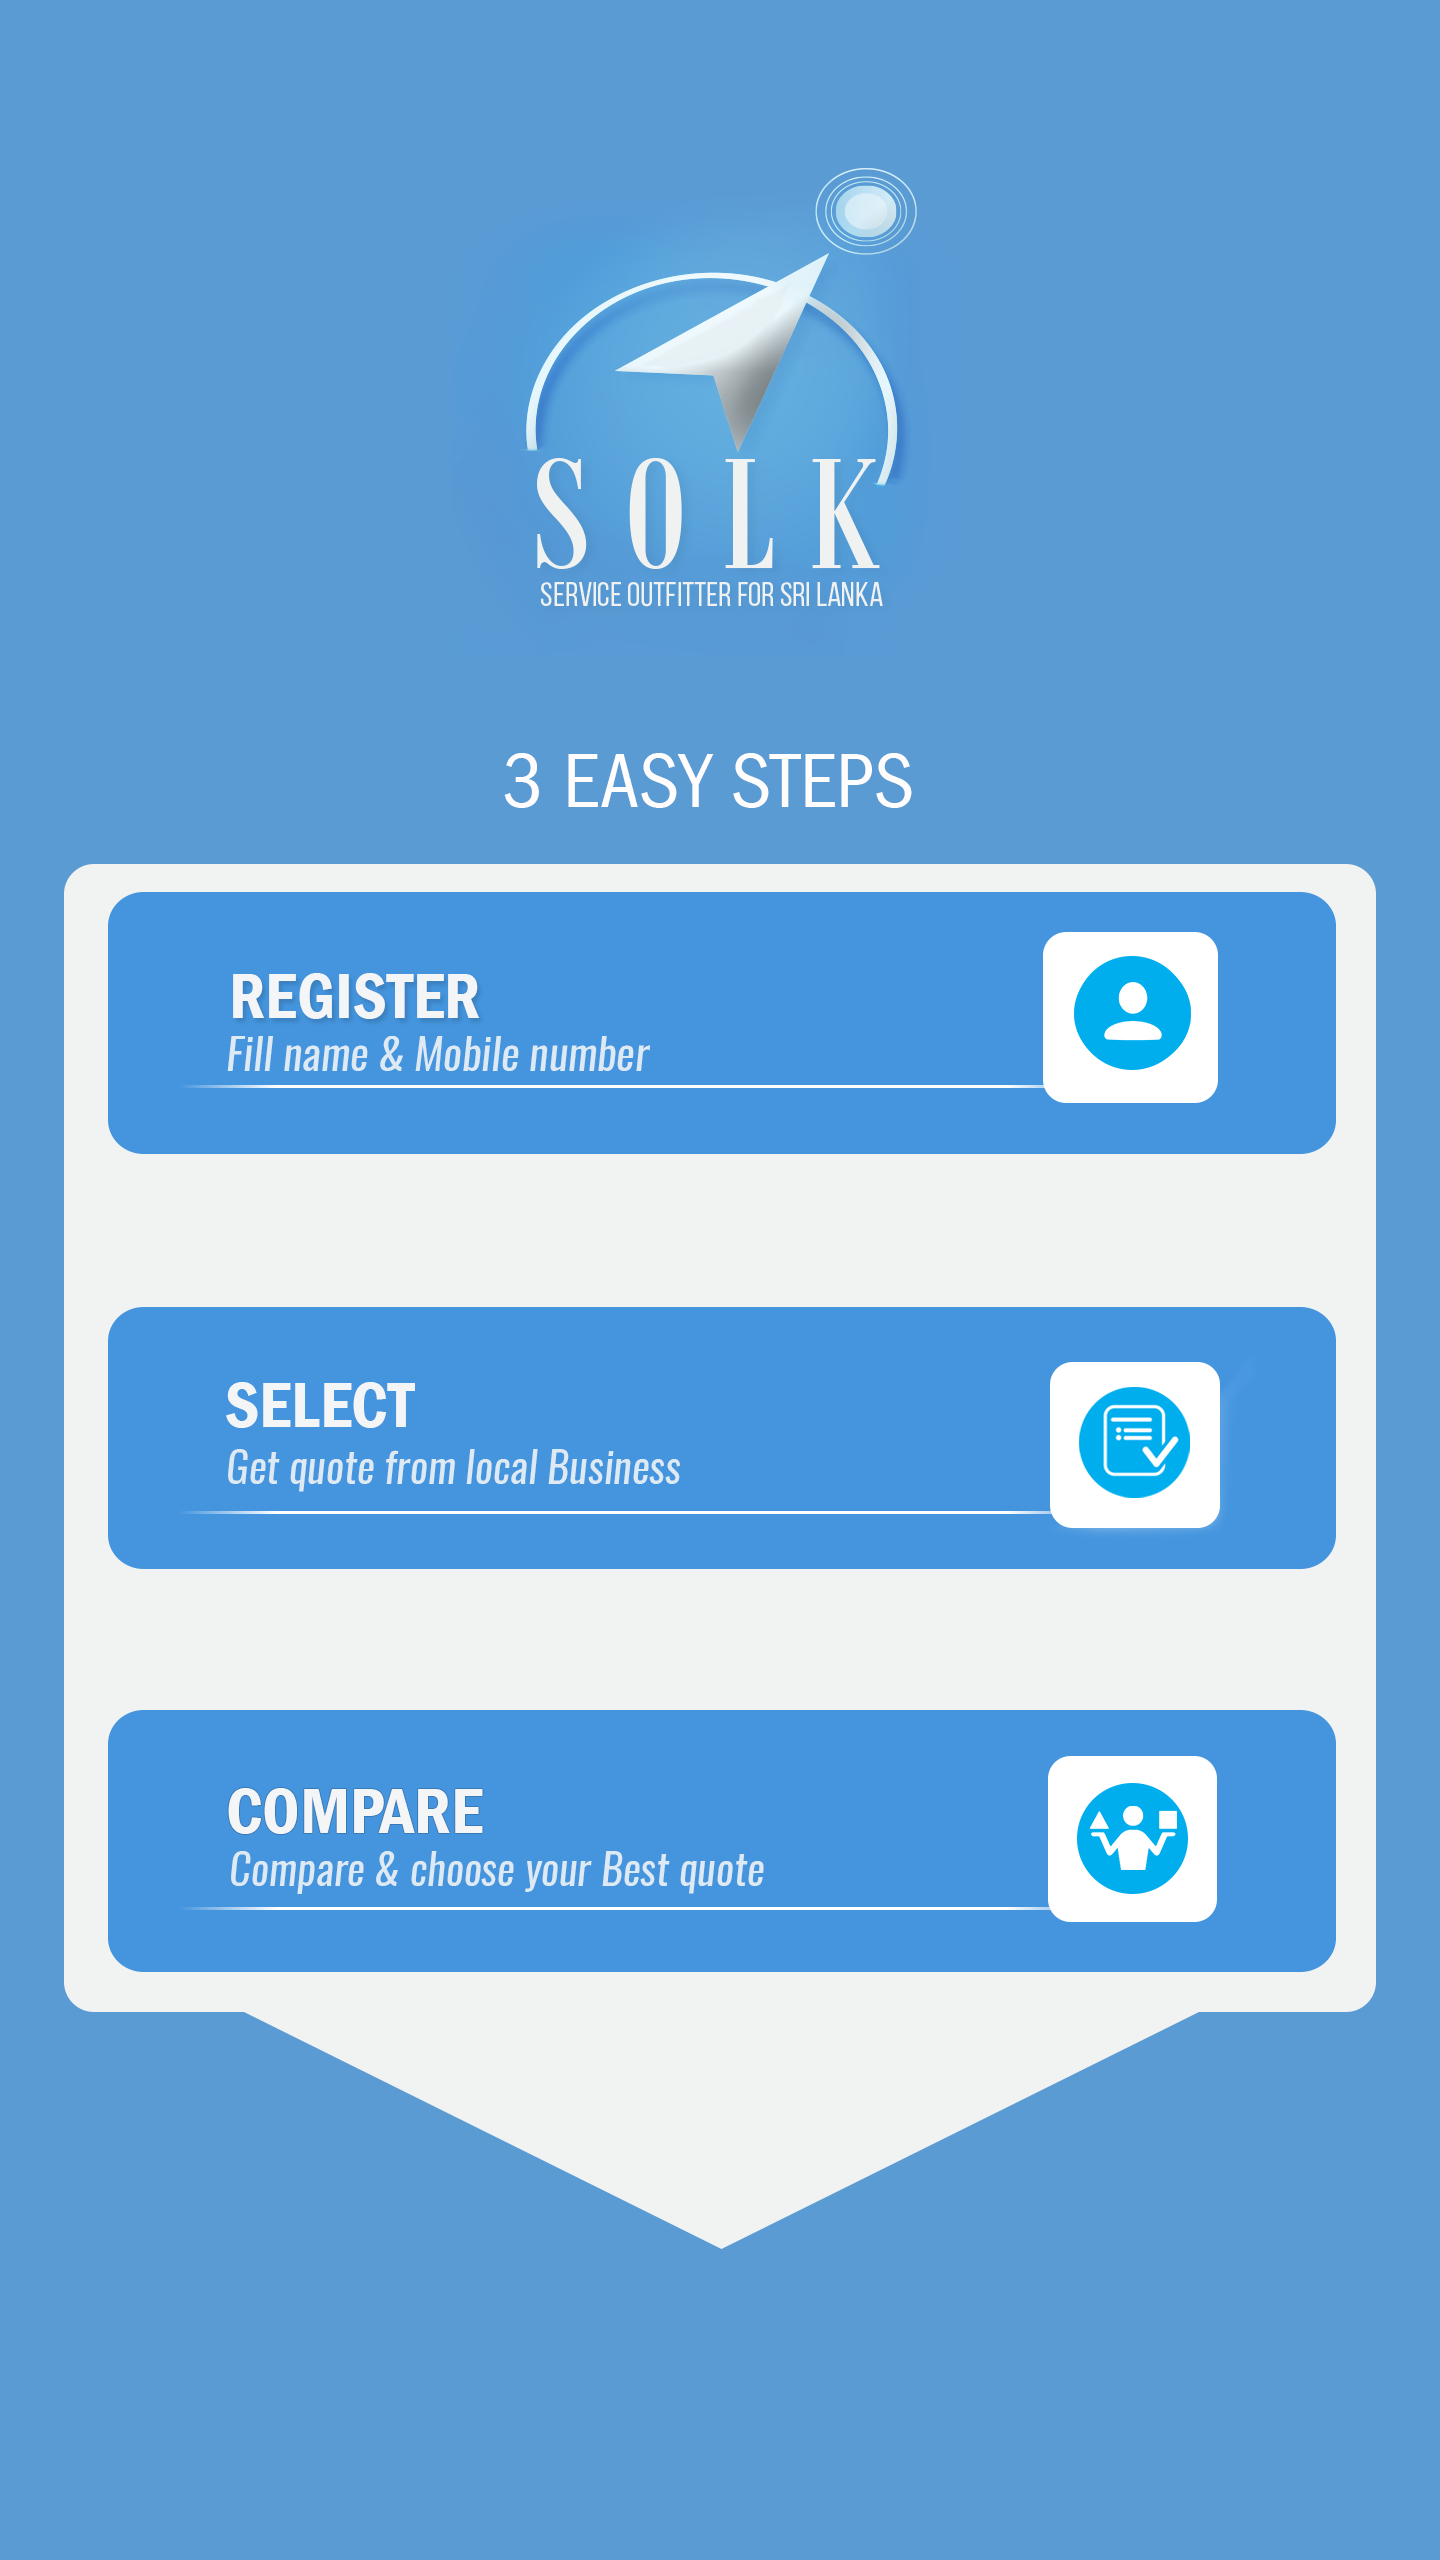 SOLK
SERVICE OUTFITTER FOR SRI LANKA
3 EASY STEPS
REGISTER
Fill name & Mobile number
SELECT
Get quote from local Business
COMPARE
Compare & choose your Best quote